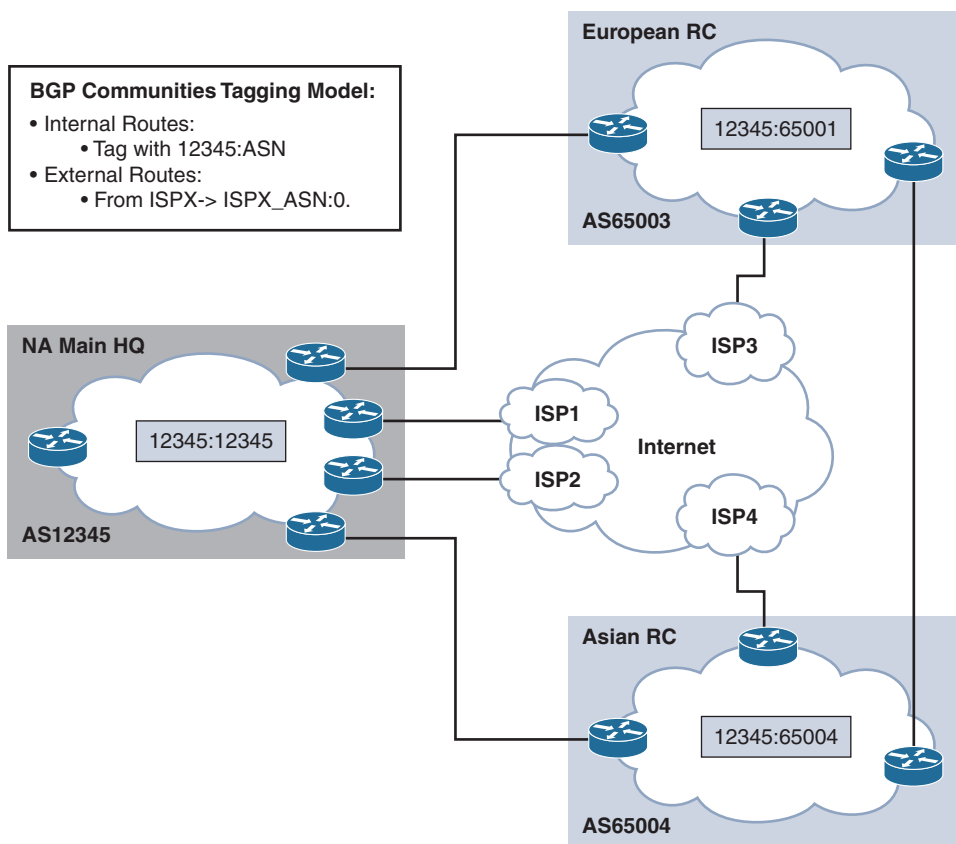 European RC
BGP Communities Tagging Model:
• Internal Routes:
• Tag with 12345:ASN
• External Routes:
• From ISPX-> ISPX_ASN:0.
12345:65001
AS65003
NA Main HQ
12345:12345
AS12345
ISP3
ISP1
Internet
ISP2
ISP4
Asian RC
12345:65004
AS65004